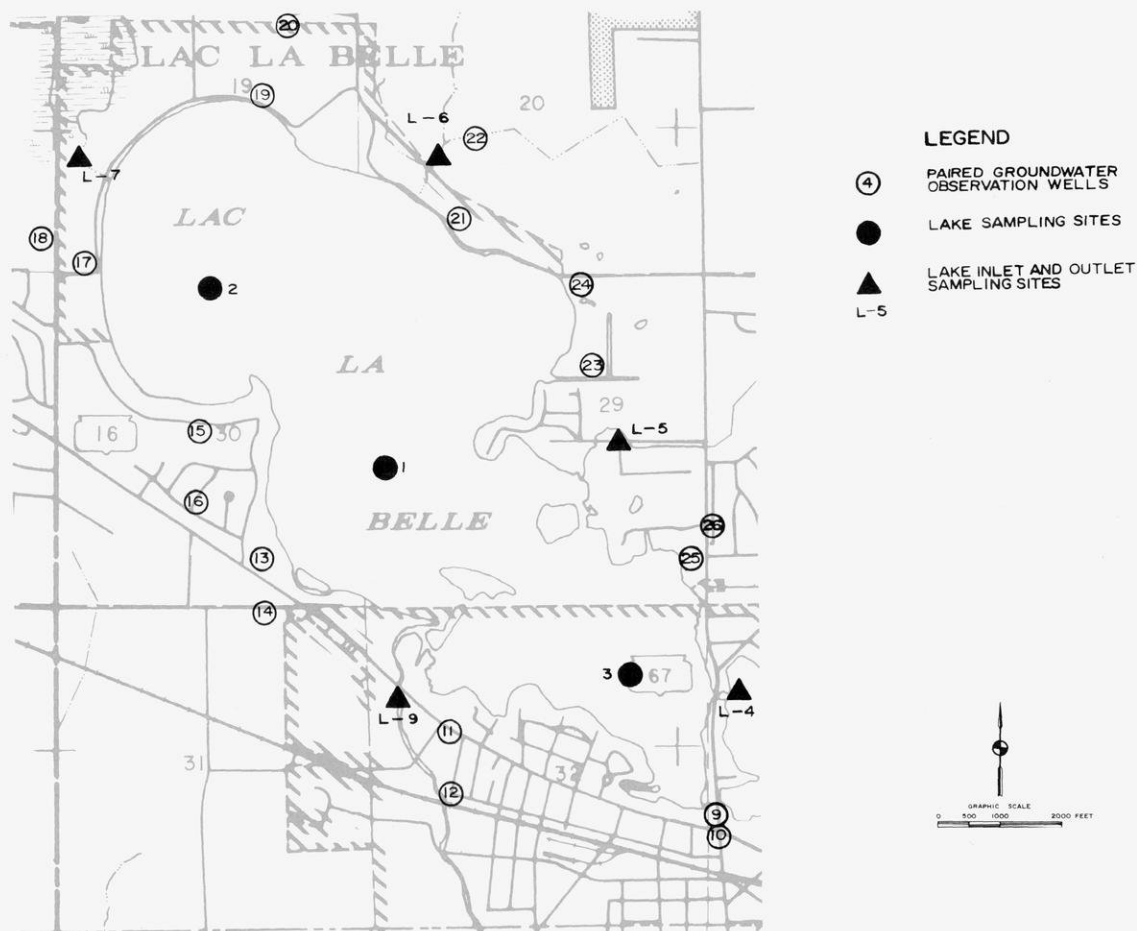 20
LAC LA BELLE
19
19
20
L-6
22
L-7
LAC
21
18
17
2
24
LA
23
29
16
15
30
L-5
1
16
BELLE
26
13
25
14
3
67
L-4
L-9
11
31
32
12
9
10
LEGEND
4
PAIRED GROUNDWATER
OBSERVATION WELLS
LAKE SAMPLING SITES
LAKE INLET AND OUTLET
SAMPLING SITES
L-5
GRAPHIC SCALE
0 500 1000 2000 FEET